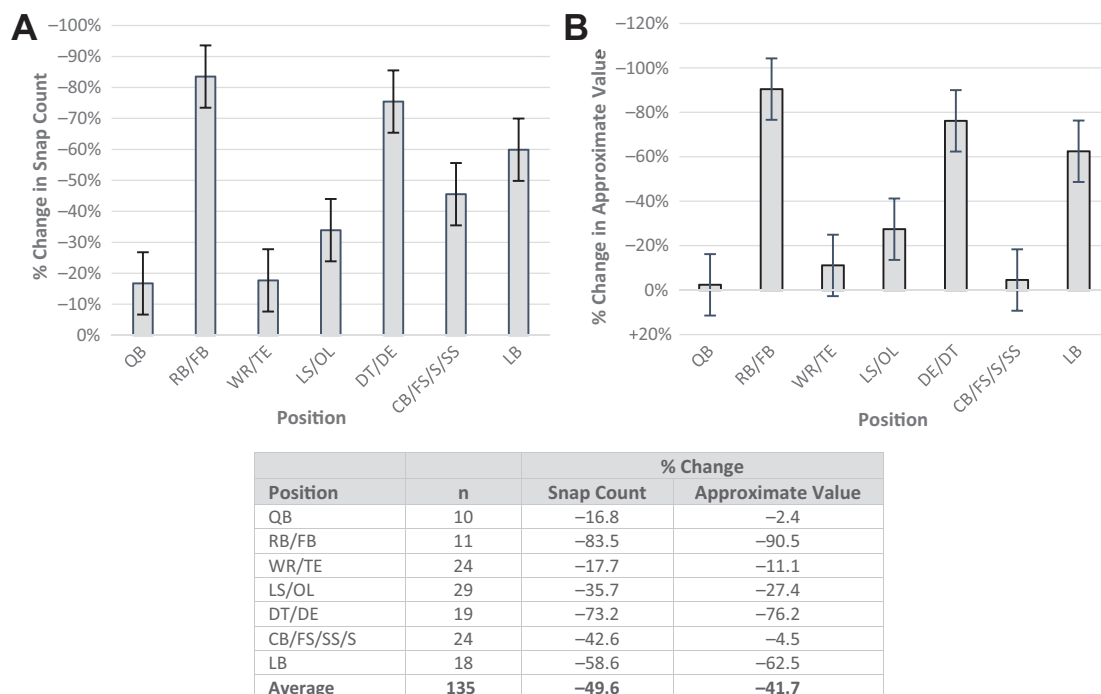 A
% Change in Snap Count
–100%
–90%
–80%
–70%
–60%
–50%
–40%
–30%
–20%
–10%
0%
QB
RB/FB
WR/TE
LS/OL
DT/DE
CB/FS/S/SS
LB
Position
B
% Change in Approximate Value
–120%
–100%
–80%
–60%
–40%
–20%
0%
+20%
QB
RB/FB
WR/TE
LS/OL
DE/DT
CB/FS/S/SS
LB
Position
% Change
Position n Snap Count Approximate Value
QB 10 –16.8 –2.4
RB/FB 11 –83.5 –90.5
WR/TE 24 –17.7 –11.1
LS/OL 29 –35.7 –27.4
DT/DE 19 –73.2 –76.2
CB/FS/SS/S 24 –42.6 –4.5
LB 18 –58.6 –62.5
Average 135 –49.6 –41.7